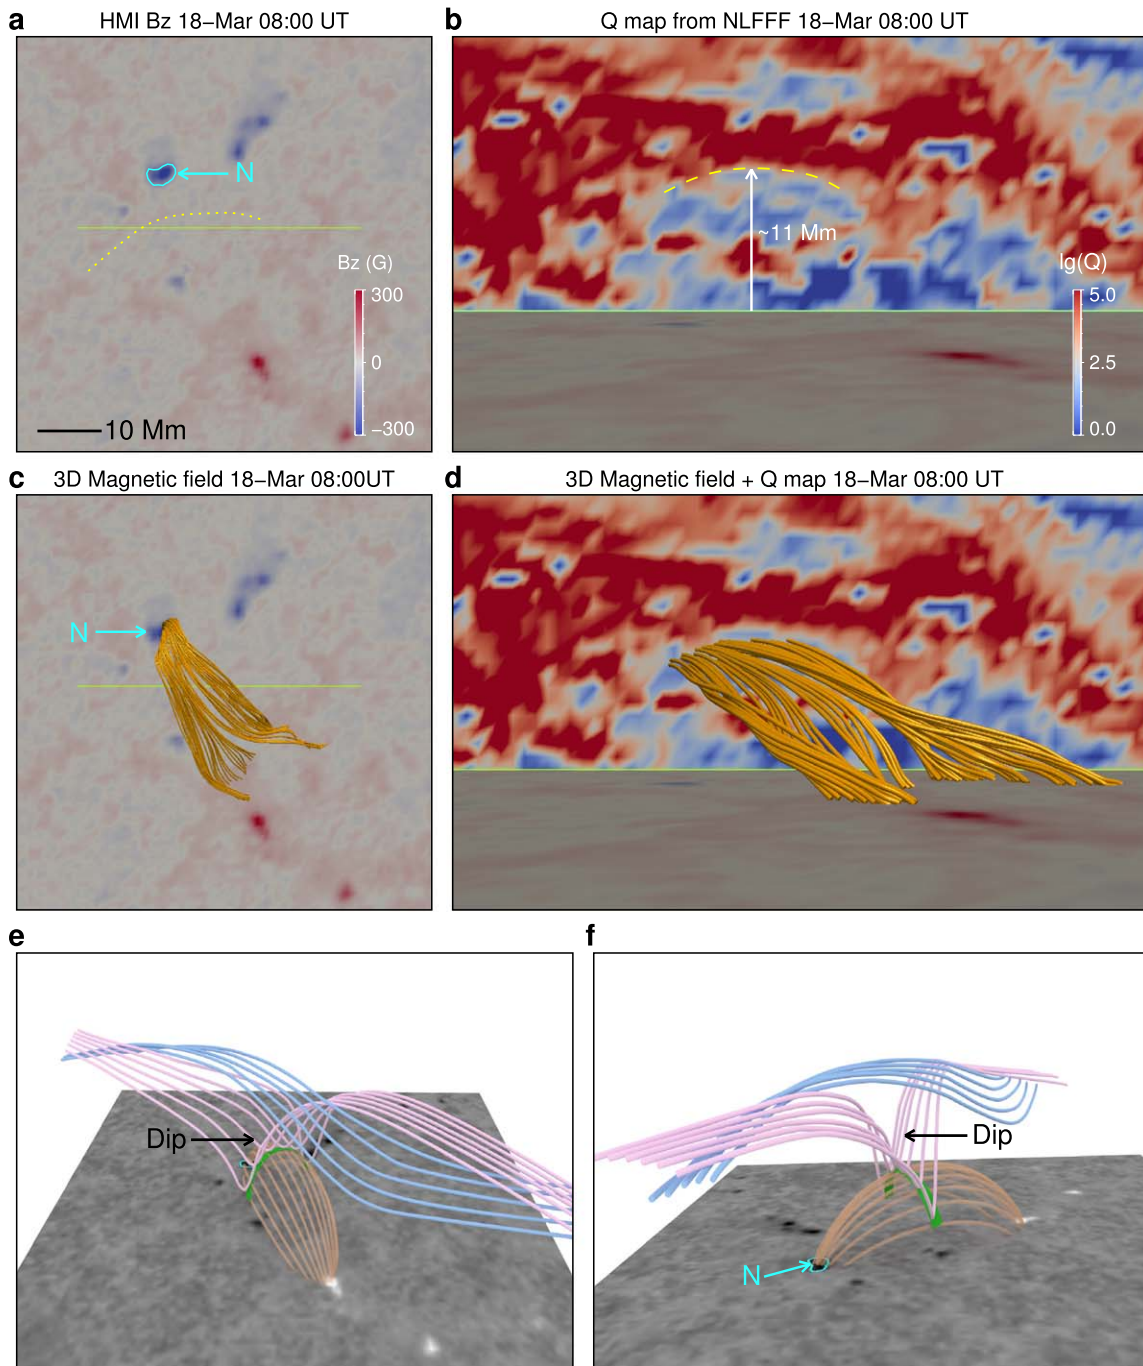 a
HMI Bz 18−Mar 08:00 UT
N
Bz (G)
300
0
−300
10 Mm
b
Q map from NLFFF 18−Mar 08:00 UT
~11 Mm
lg(Q)
5.0
2.5
0.0
c
3D Magnetic field 18−Mar 08:00UT
N
d
3D Magnetic field + Q map 18−Mar 08:00 UT
e
Dip
f
Dip
N